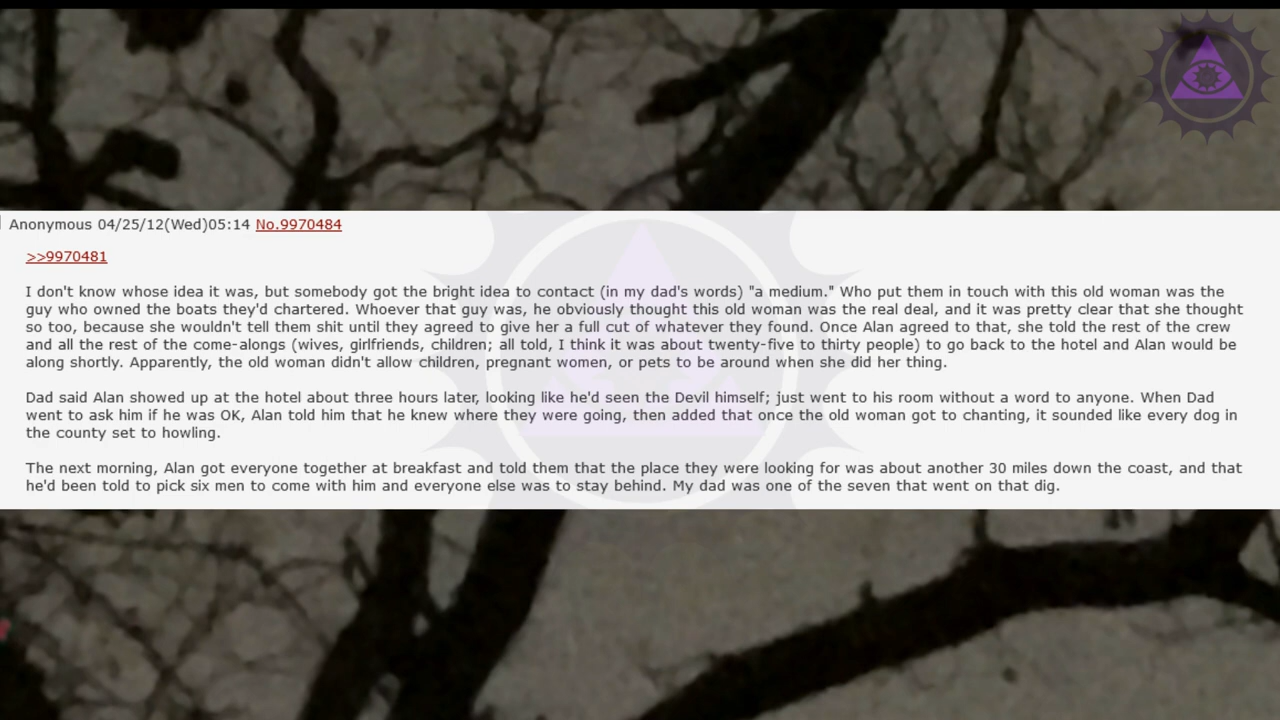 Anonymous 04/25/12(Wed)05:14 No.9970484
>>9970481
I don't know whose idea it was, but somebody got the bright idea to contact (in my dad's words) "a medium." Who put them in touch with this old woman was the
guy who owned the boats they'd chartered. Whoever that guy was, he obviously thought this old woman was the real deal, and it was pretty clear that she thought
so too, because she wouldn't tell them shit until they agreed to give her a full cut of whatever they found. Once Alan agreed to that, she told the rest of the crew
and all the rest of the come-alongs (wives, girlfriends, children; all told, I think it was about twenty-five to thirty people) to go back to the hotel and Alan would be
along shortly. Apparently, the old woman didn't allow children, pregnant women, or pets to be around when she did her thing.
Dad said Alan showed up at the hotel about three hours later, looking like he'd seen the Devil himself; just went to his room without a word to anyone. When Dad
went to ask him if he was OK, Alan told him that he knew where they were going, then added that once the old woman got to chanting, it sounded like every dog in
the county set to howling.
The next morning, Alan got everyone together at breakfast and told them that the place they were looking for was about another 30 miles down the coast, and that
he'd been told to pick six men to come with him and everyone else was to stay behind. My dad was one of the seven that went on that dig.